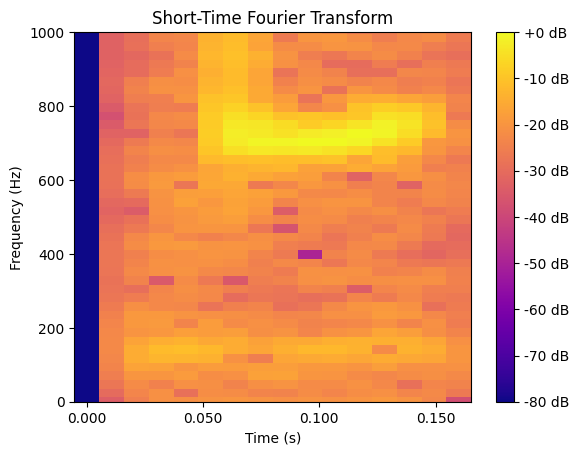 Short-Time Fourier Transform
1000
800
600
400
200
0
Frequency (Hz)
0.000
0.050
0.100
0.150
Time (s)
+0 dB
-10 dB
-20 dB
-30 dB
-40 dB
-50 dB
-60 dB
-70 dB
-80 dB